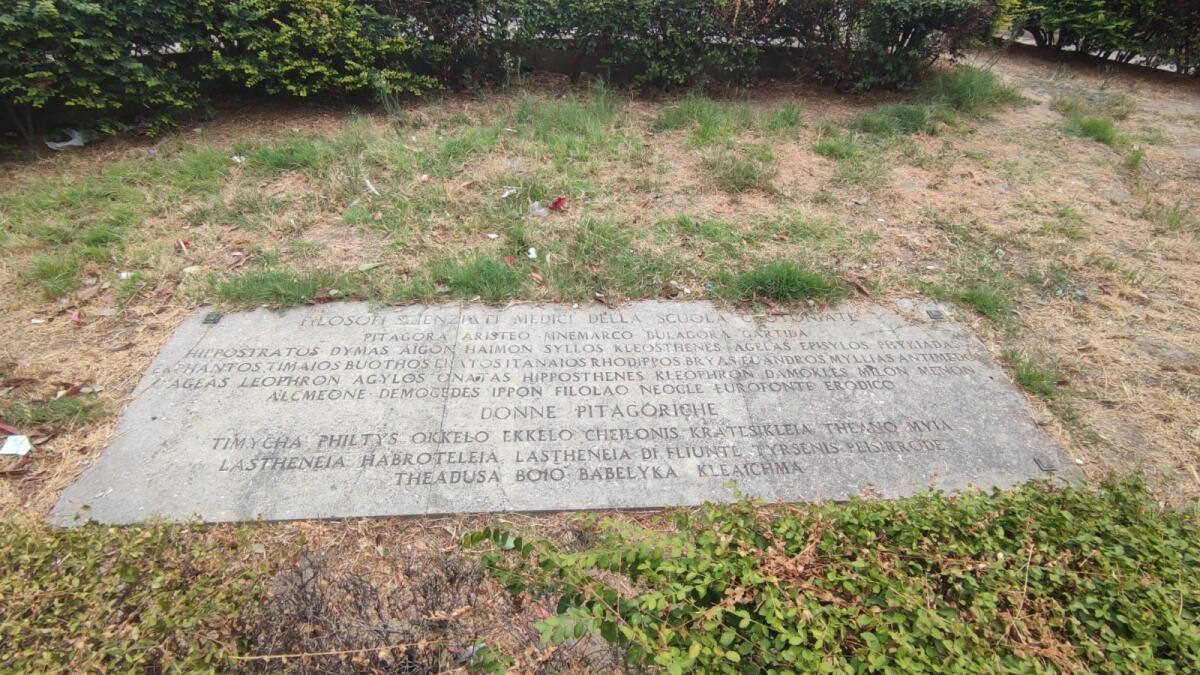 FILOSOFI SCIENZIATI MEDICI DELLA SCUOLA
PITAGORA ARISTEO MNEMARCO BULAGORA GARTIDA
HIPPOSTRATOS DYMAS AIGON HAIMON SYLLOS KLEOSTHENES AGELAS EPISYLOS PHYKIADAS
TIMAIOS BUOTHOS ITANAIOS RHODIPPOS BRYAS EUANDROS MYLLIAS ANTIMEDON
AGEAS LEOPHRON AGYLOS ONATAS HIPPOSTHENES KLEOPHRON DAMOKLES MILON MENON
ALCMEONE DEMOCEDES IPPON FILOLAO NEOCLE EUROFONTE ERODICO
DONNE PITAGORICHE
TIMYCHA PHILTYS OKKELO EKKELO CHEILONIS KRATESIKLEIA THEANO MYIA
LASTHENEIA HABROTELEIA LASTHENEIA DI FLIUNTE TYRSENIS PEISIRRODE
THEADUSA BOIO BABELYKA KLEAICHMA